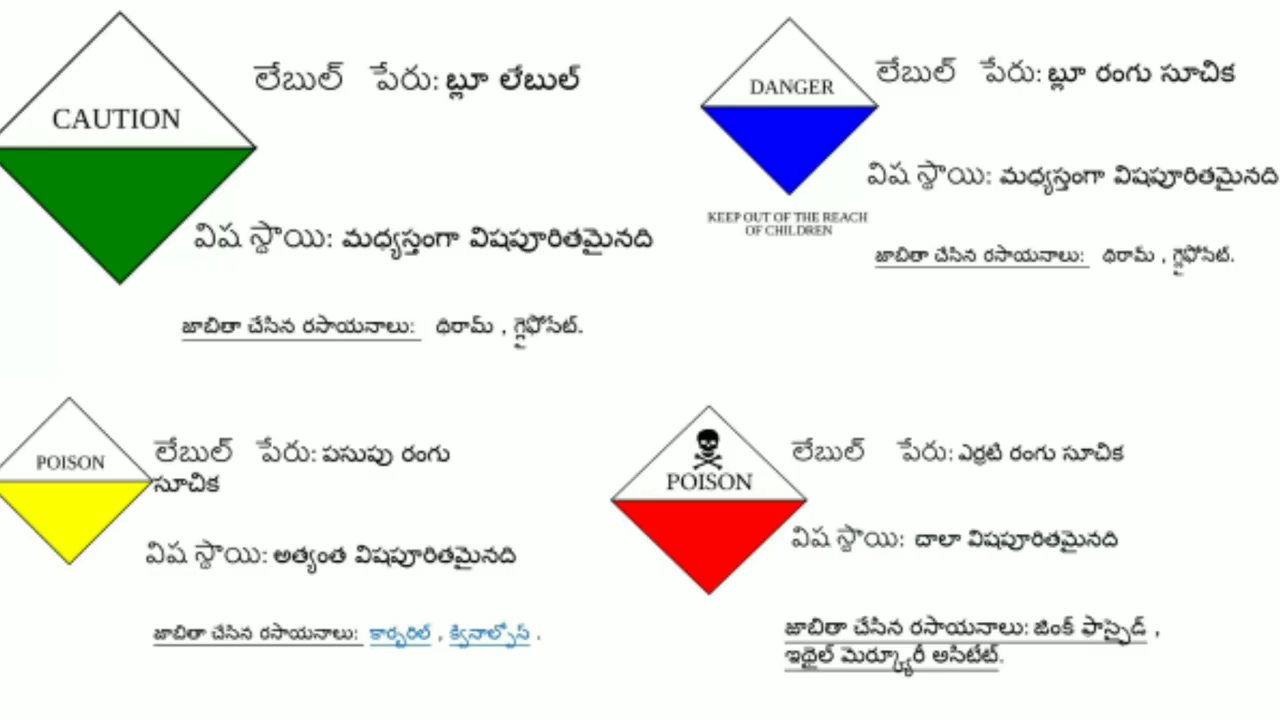 CAUTION
లేబుల్ పేరు: బ్లూ లేబుల్
విష స్థాయి: మధ్యస్తంగా విషపూరితమైనది
జాబితా చేసిన రసాయనాలు: థిరామ్ , గ్లైఫోసేట్.
DANGER
KEEP OUT OF THE REACH
OF CHILDREN
లేబుల్ పేరు: బ్లూ రంగు సూచిక
విష స్థాయి: మధ్యస్తంగా విషపూరితమైనది
జాబితా చేసిన రసాయనాలు: థిరామ్ , గ్లైఫోసేట్.
POISON
లేబుల్ పేరు: పసుపు రంగు
సూచిక
విష స్థాయి: అత్యంత విషపూరితమైనది
జాబితా చేసిన రసాయనాలు: కార్బరిల్ , క్వినాల్ఫోస్ .
POISON
లేబుల్ పేరు: ఎర్రటి రంగు సూచిక
విష స్థాయి: చాలా విషపూరితమైనది
జాబితా చేసిన రసాయనాలు: జింక్ ఫాస్ఫైడ్ ,
ఇథైల్ మెర్క్యూరీ అసిటేట్.